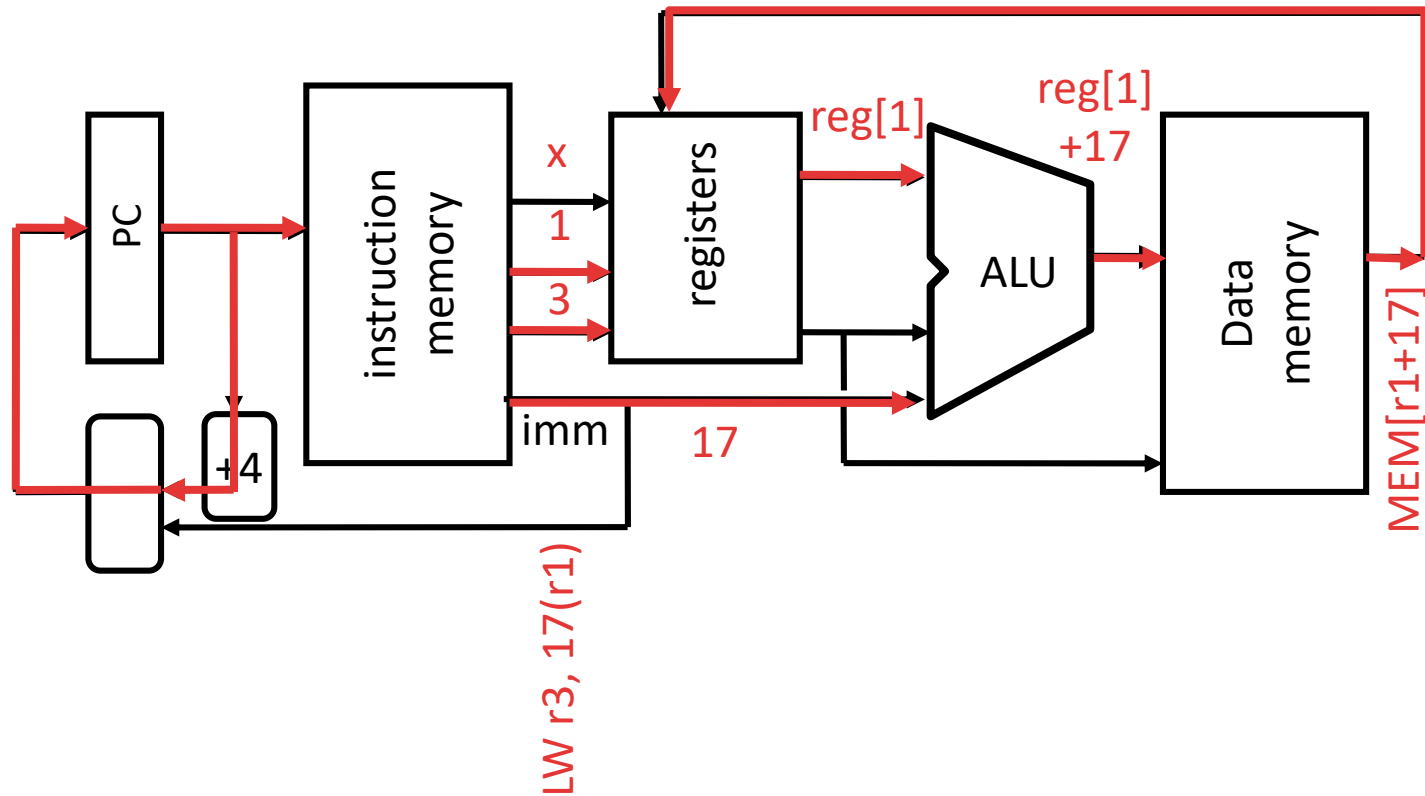 PC
+4
instruction
memory
x
1
3
imm
17
LW r3, 17(r1)
registers
reg[1]
ALU
reg[1]
+17
Data
memory
MEM[r1+17]